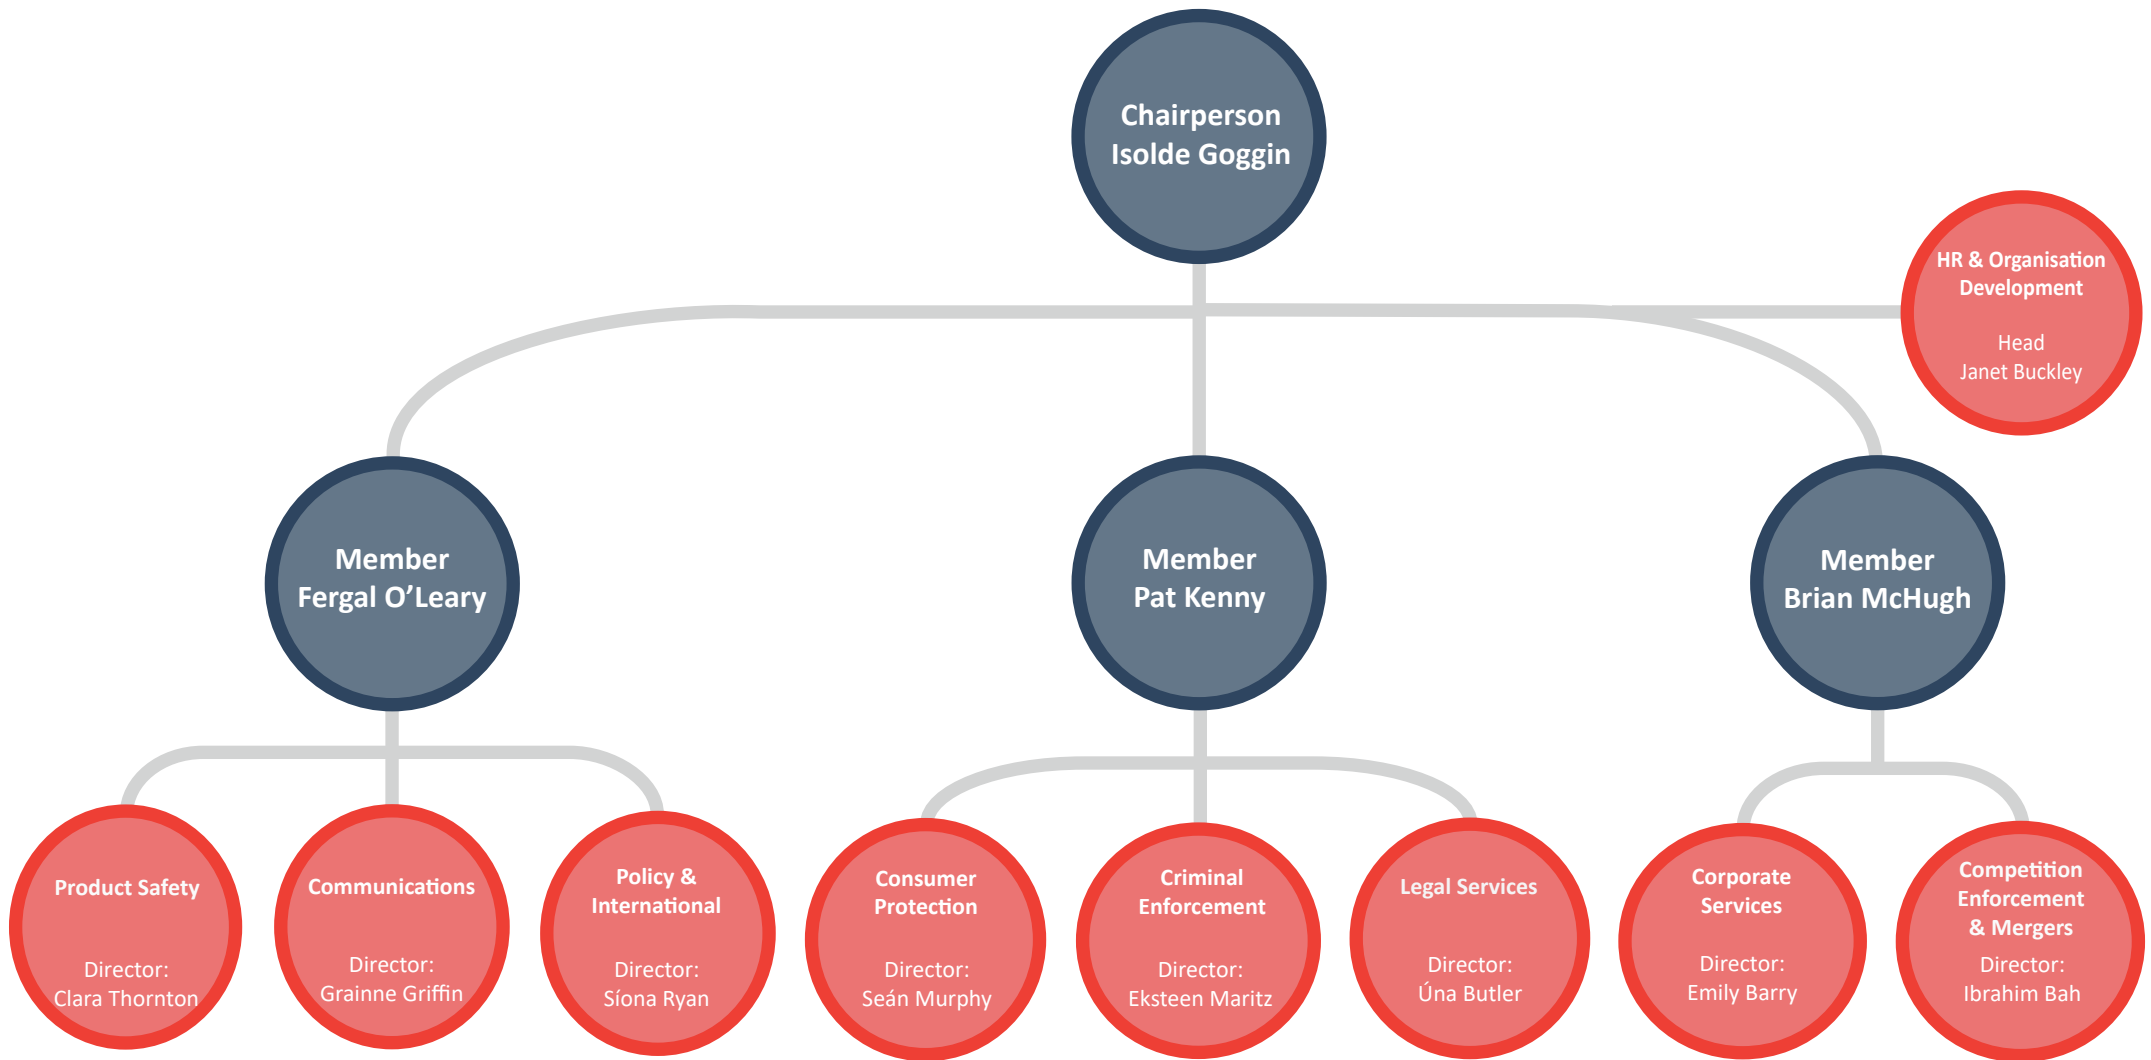 Chairperson
Isolde Goggin
HR & Organisation
Development
Head
Janet Buckley
Member
Fergal O’Leary
Member
Pat Kenny
Member
Brian McHugh
Product Safety
Director:
Clara Thornton
Communications
Director:
Grainne Griffin
Policy &
International
Director:
Síona Ryan
Consumer
Protection
Director:
Seán Murphy
Criminal
Enforcement
Director:
Eksteen Maritz
Legal Services
Director:
Úna Butler
Corporate
Services
Director:
Emily Barry
Competition
Enforcement
& Mergers
Director:
Ibrahim Bah